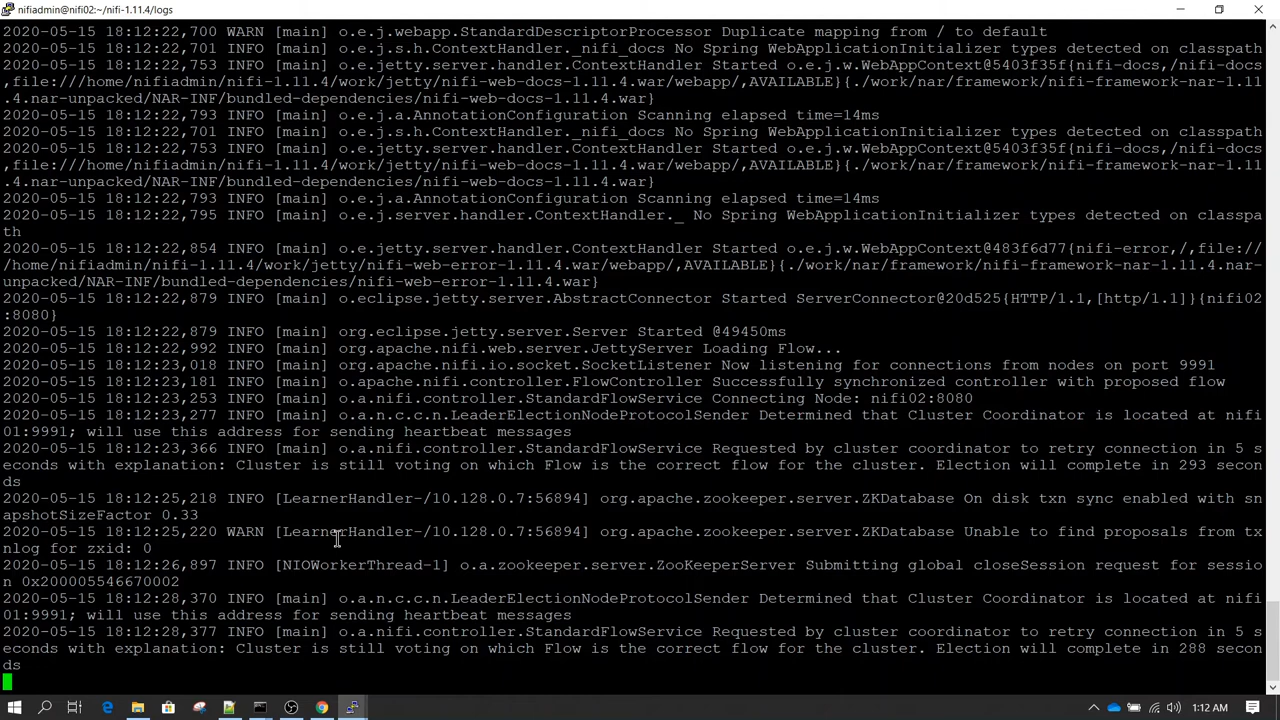 nifiadmin@nifi02:~/nifi-1.11.4/logs
2020-05-15 18:12:22,700 WARN [main] o.e.j.webapp.StandardDescriptorProcessor Duplicate mapping from / to default
2020-05-15 18:12:22,701 INFO [main] o.e.j.s.h.ContextHandler._nifi_docs No Spring WebApplicationInitializer types detected on classpath
2020-05-15 18:12:22,753 INFO [main] o.e.jetty.server.handler.ContextHandler Started o.e.j.w.WebAppContext@5403f35f{nifi-docs,/nifi-docs
,file:///home/nifiadmin/nifi-1.11.4/work/jetty/nifi-web-docs-1.11.4.war/webapp/,AVAILABLE}{./work/nar/framework/nifi-framework-nar-1.11
.4.nar-unpacked/NAR-INF/bundled-dependencies/nifi-web-docs-1.11.4.war}
2020-05-15 18:12:22,793 INFO [main] o.e.j.a.AnnotationConfiguration Scanning elapsed time=14ms
2020-05-15 18:12:22,701 INFO [main] o.e.j.s.h.ContextHandler._nifi_docs No Spring WebApplicationInitializer types detected on classpath
2020-05-15 18:12:22,753 INFO [main] o.e.jetty.server.handler.ContextHandler Started o.e.j.w.WebAppContext@5403f35f{nifi-docs,/nifi-docs
,file:///home/nifiadmin/nifi-1.11.4/work/jetty/nifi-web-docs-1.11.4.war/webapp/,AVAILABLE}{./work/nar/framework/nifi-framework-nar-1.11
.4.nar-unpacked/NAR-INF/bundled-dependencies/nifi-web-docs-1.11.4.war}
2020-05-15 18:12:22,793 INFO [main] o.e.j.a.AnnotationConfiguration Scanning elapsed time=14ms
2020-05-15 18:12:22,795 INFO [main] o.e.j.server.handler.ContextHandler._ No Spring WebApplicationInitializer types detected on classpa
th
2020-05-15 18:12:22,854 INFO [main] o.e.jetty.server.handler.ContextHandler Started o.e.j.w.WebAppContext@483f6d77{nifi-error,/,file://
/home/nifiadmin/nifi-1.11.4/work/jetty/nifi-web-error-1.11.4.war/webapp/,AVAILABLE}{./work/nar/framework/nifi-framework-nar-1.11.4.nar-
unpacked/NAR-INF/bundled-dependencies/nifi-web-error-1.11.4.war}
2020-05-15 18:12:22,879 INFO [main] o.eclipse.jetty.server.AbstractConnector Started ServerConnector@20d525{HTTP/1.1,[http/1.1]}{nifi02
:8080}
2020-05-15 18:12:22,879 INFO [main] org.eclipse.jetty.server.Server Started @49450ms
2020-05-15 18:12:22,992 INFO [main] org.apache.nifi.web.server.JettyServer Loading Flow...
2020-05-15 18:12:23,018 INFO [main] org.apache.nifi.io.socket.SocketListener Now listening for connections from nodes on port 9991
2020-05-15 18:12:23,181 INFO [main] o.apache.nifi.controller.FlowController Successfully synchronized controller with proposed flow
2020-05-15 18:12:23,253 INFO [main] o.a.nifi.controller.StandardFlowService Connecting Node: nifi02:8080
2020-05-15 18:12:23,277 INFO [main] o.a.n.c.c.n.LeaderElectionNodeProtocolSender Determined that Cluster Coordinator is located at nifi
01:9991; will use this address for sending heartbeat messages
2020-05-15 18:12:23,366 INFO [main] o.a.nifi.controller.StandardFlowService Requested by cluster coordinator to retry connection in 5 s
econds with explanation: Cluster is still voting on which Flow is the correct flow for the cluster. Election will complete in 293 secon
ds
2020-05-15 18:12:25,218 INFO [LearnerHandler-/10.128.0.7:56894] org.apache.zookeeper.server.ZKDatabase On disk txn sync enabled with sn
apshotSizeFactor 0.33
2020-05-15 18:12:25,220 WARN [LearnerHandler-/10.128.0.7:56894] org.apache.zookeeper.server.ZKDatabase Unable to find proposals from tx
nlog for zxid: 0
2020-05-15 18:12:26,897 INFO [NIOWorkerThread-1] o.a.zookeeper.server.ZooKeeperServer Submitting global closeSession request for sessio
n 0x200005546670002
2020-05-15 18:12:28,370 INFO [main] o.a.n.c.c.n.LeaderElectionNodeProtocolSender Determined that Cluster Coordinator is located at nifi
01:9991; will use this address for sending heartbeat messages
2020-05-15 18:12:28,377 INFO [main] o.a.nifi.controller.StandardFlowService Requested by cluster coordinator to retry connection in 5 s
econds with explanation: Cluster is still voting on which Flow is the correct flow for the cluster. Election will complete in 288 secon
ds
1:12 AM